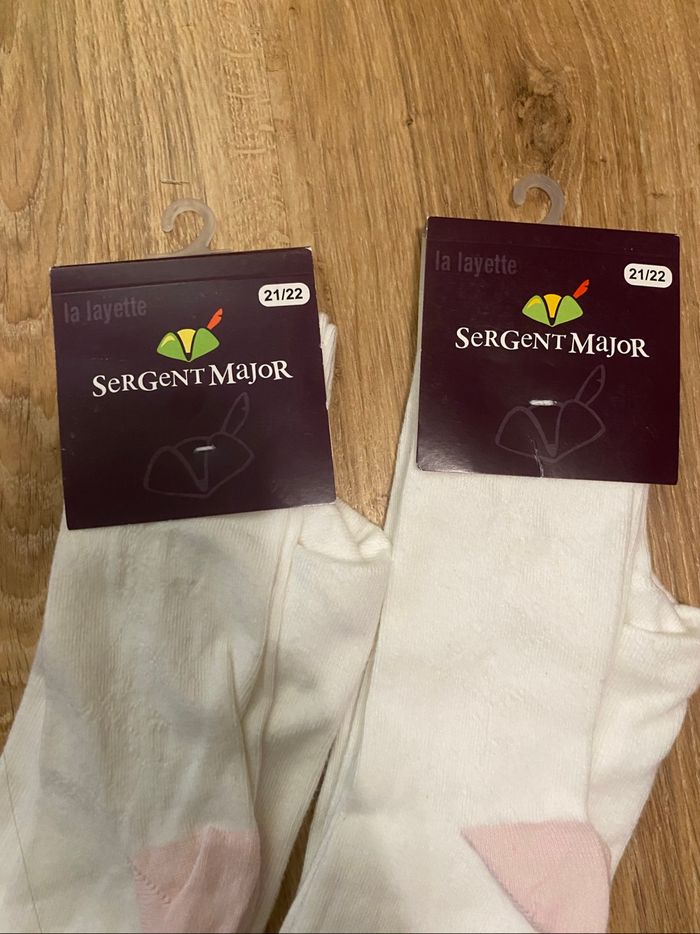 la layette
21/22
SeRGeNT MaJoR
la layette
21/22
SeRGeNT MaJoR